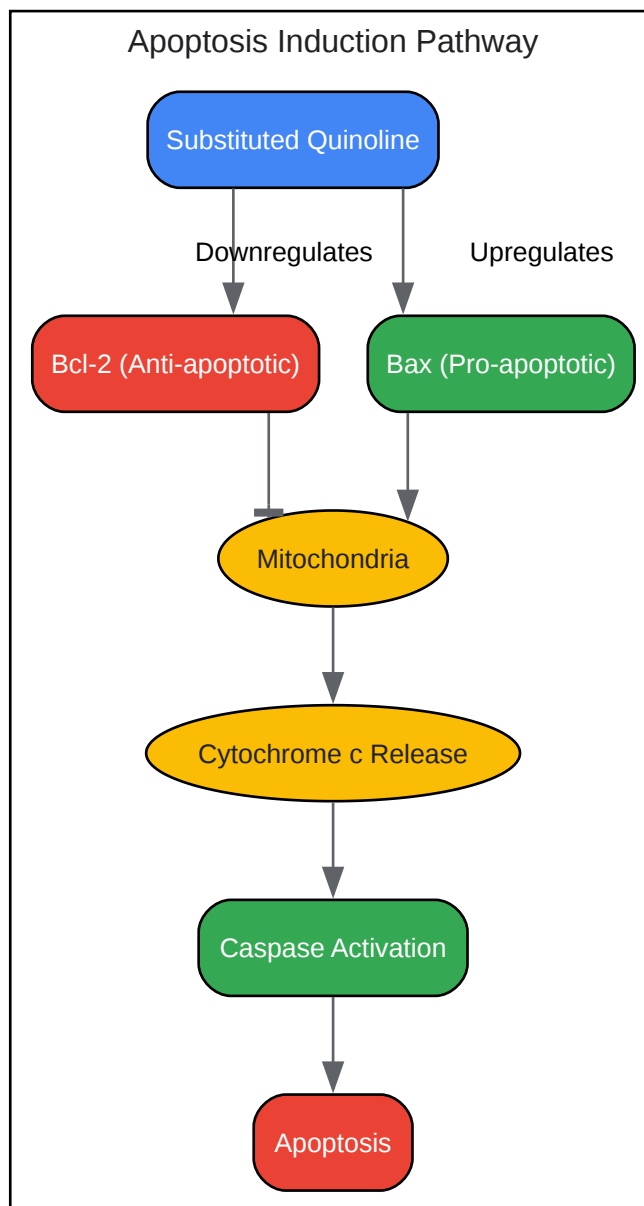 Apoptosis Induction Pathway
Substituted Quinoline
Downregulates
Upregulates
Bcl-2 (Anti-apoptotic)
Bax (Pro-apoptotic)
Mitochondria
Cytochrome c Release
Caspase Activation
Apoptosis